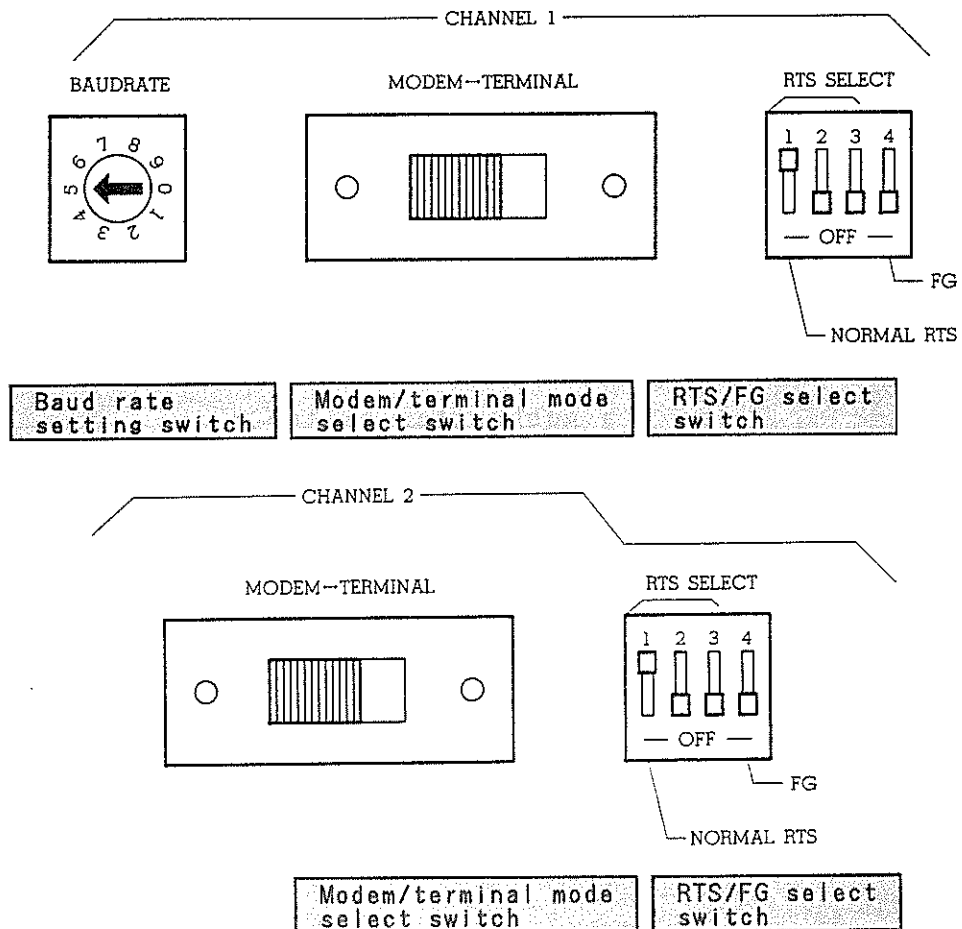 CHANNEL 1
BAUDRATE
MODEM↔TERMINAL
RTS SELECT
0 1 2 3 4 5 6 7 8 9
1 2 3 4
OFF
FG
NORMAL RTS
Baud rate
setting switch
Modem/terminal mode
select switch
RTS/FG select
switch
CHANNEL 2
MODEM↔TERMINAL
RTS SELECT
1 2 3 4
OFF
FG
NORMAL RTS
Modem/terminal mode
select switch
RTS/FG select
switch